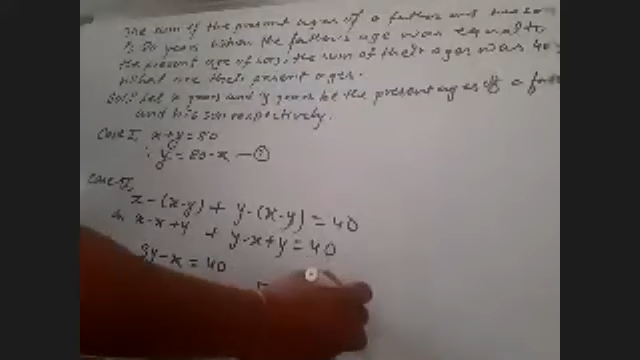 The sum of the present ages of a father and his son
is 80 years. When the father's age was equal to
the present age of son, the sum of their ages was 40
What are their present ages.
Sol: Let x years and y years be the present ages of a
and his son respectively.
Case I, x+y=80
∴ y=80-x —①
Case II,
x-(x-y) + y-(x-y)=40
or x-x+y + y-x+y=40
3y-x=40